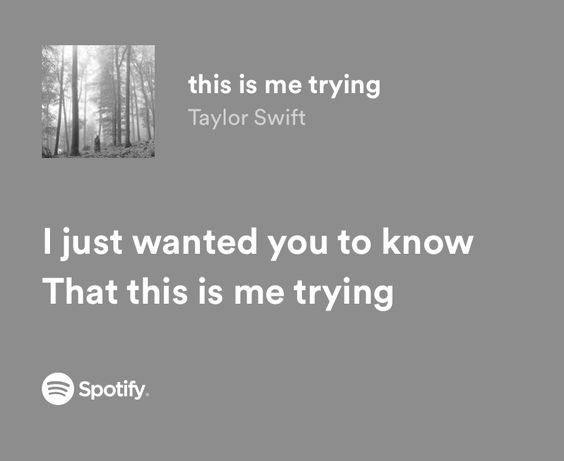 this is me trying
Taylor Swift
I just wanted you to know
That this is me trying
Spotify®